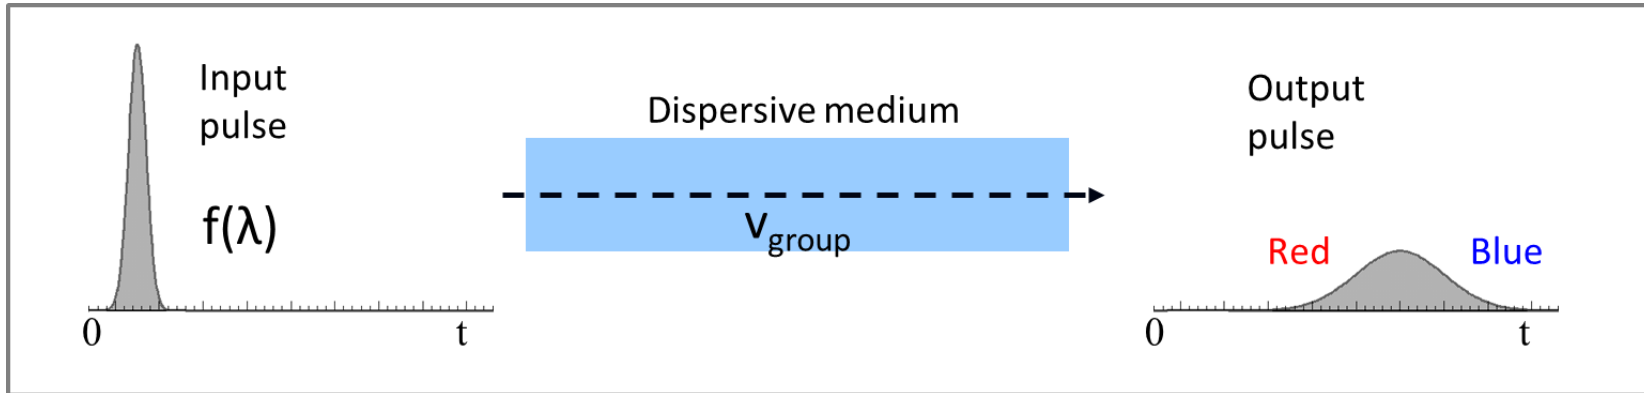 Input
pulse
f(λ)
0
t
Dispersive medium
vgroup
Output
pulse
Red
Blue
0
t